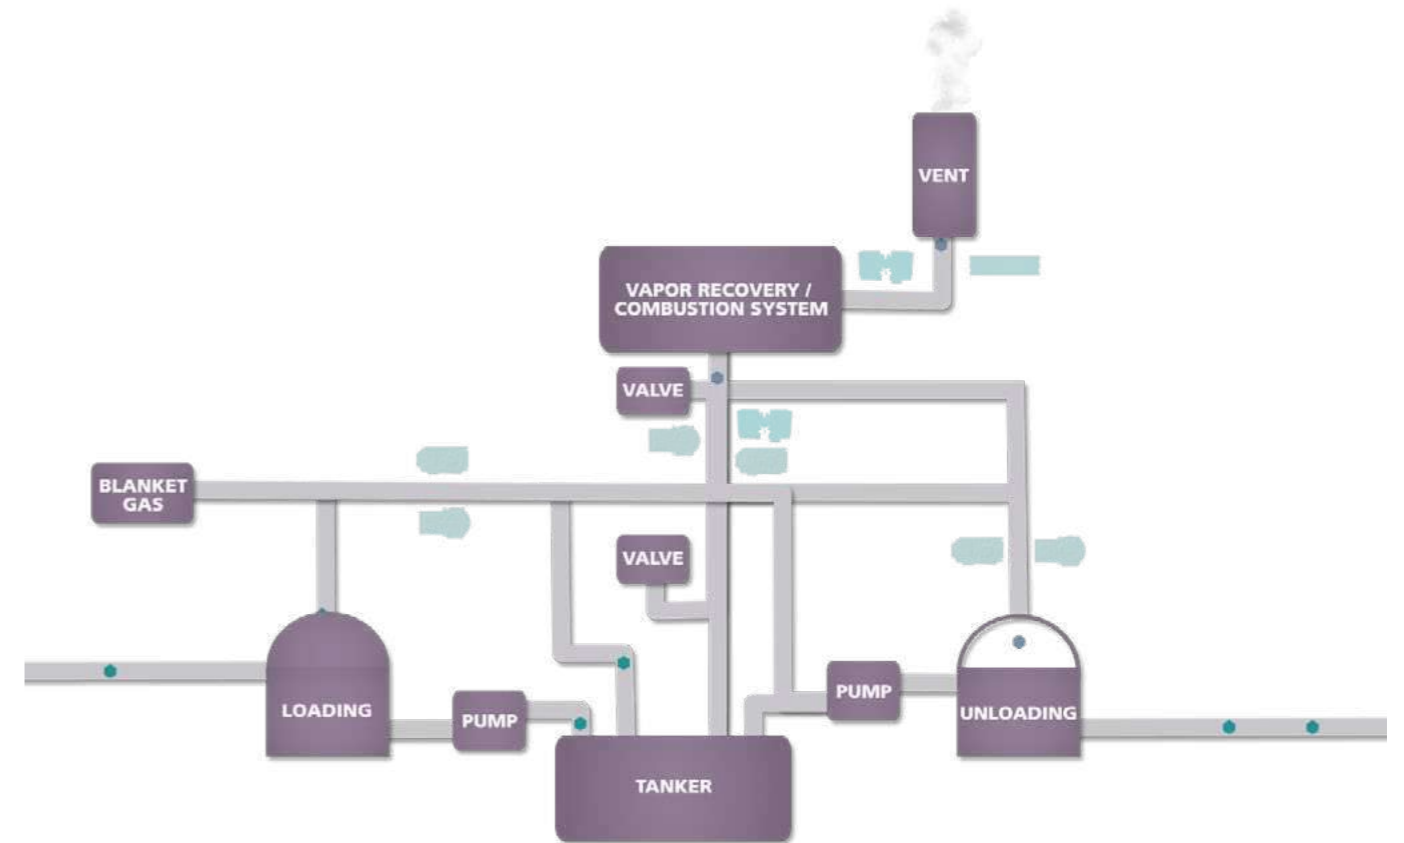 VENT
VAPOR RECOVERY /
COMBUSTION SYSTEM
VALVE
BLANKET
GAS
VALVE
LOADING
PUMP
PUMP
UNLOADING
TANKER